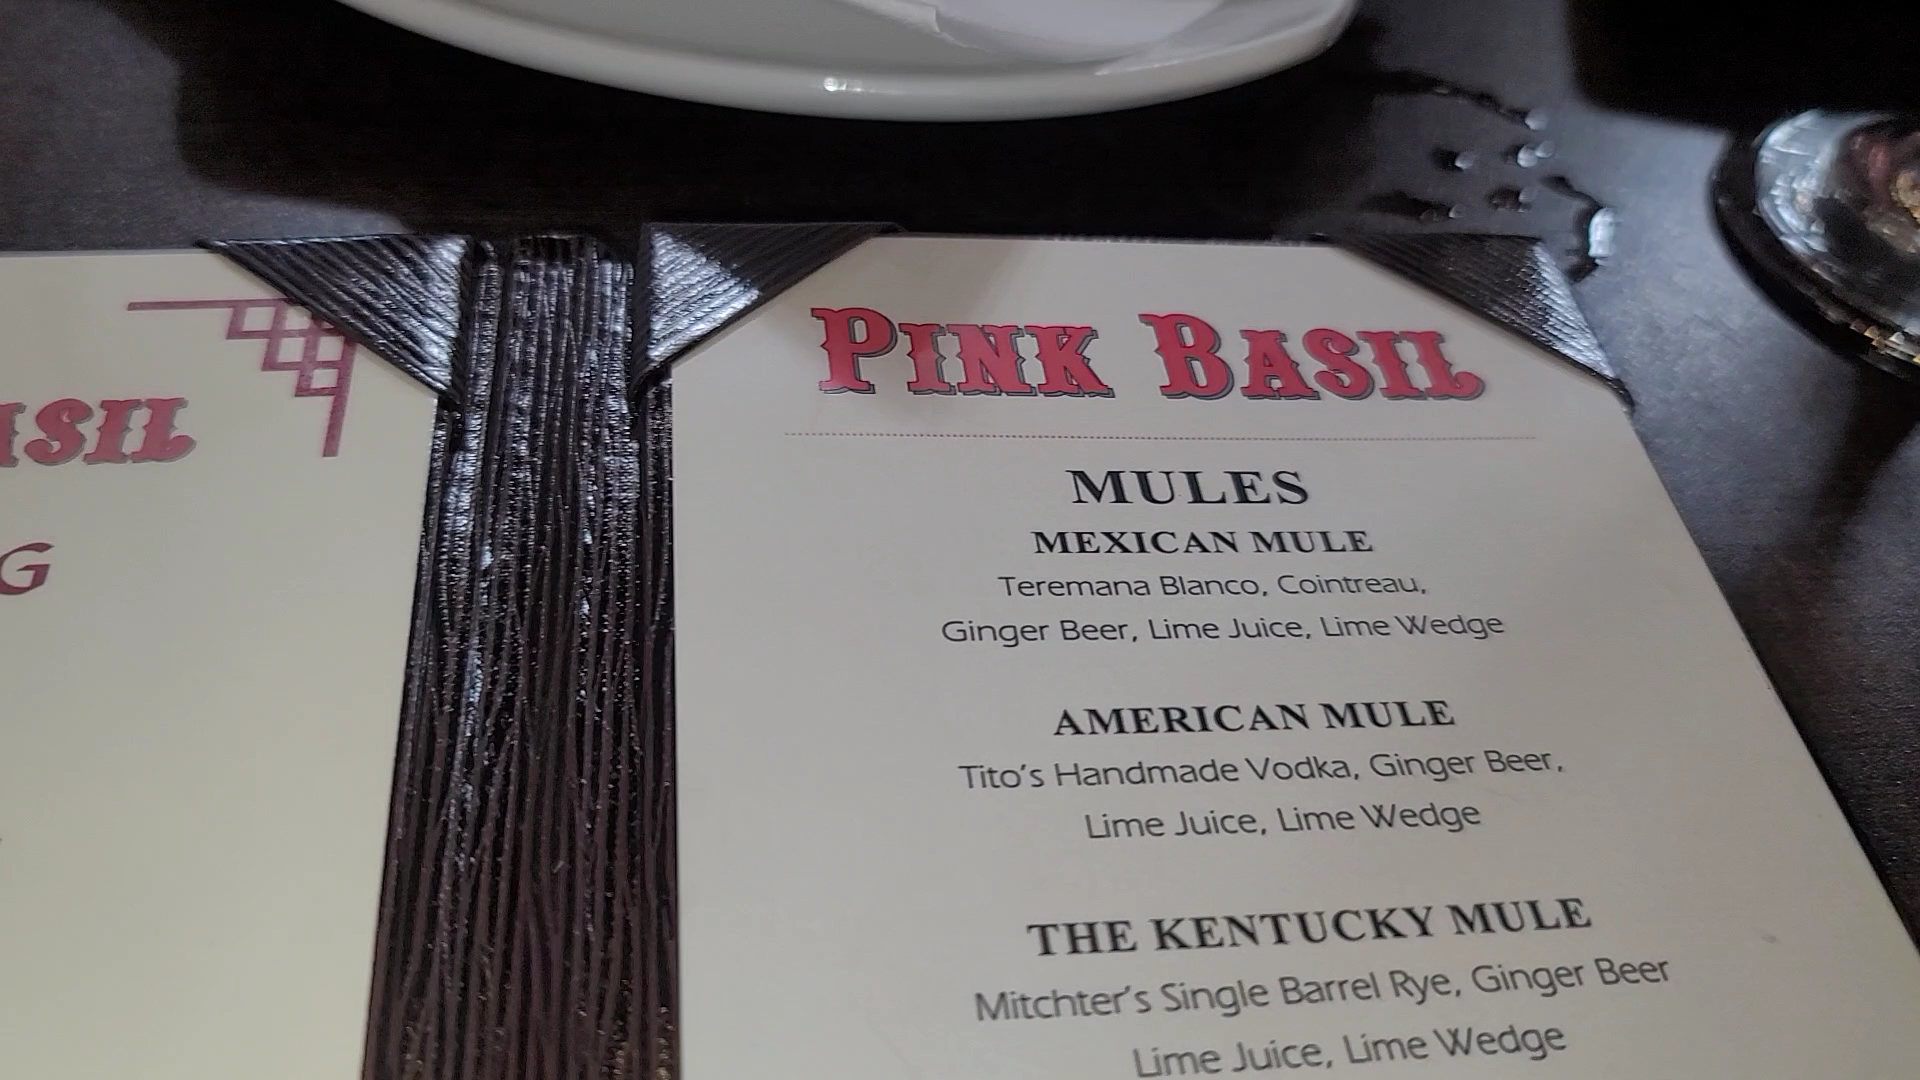 PINK BASIL
MULES
MEXICAN MULE
Teremana Blanco, Cointreau,
Ginger Beer, Lime Juice, Lime Wedge
AMERICAN MULE
Tito's Handmade Vodka, Ginger Beer,
Lime Juice, Lime Wedge
THE KENTUCKY MULE
Mitchter's Single Barrel Rye, Ginger Beer
Lime Juice, Lime Wedge